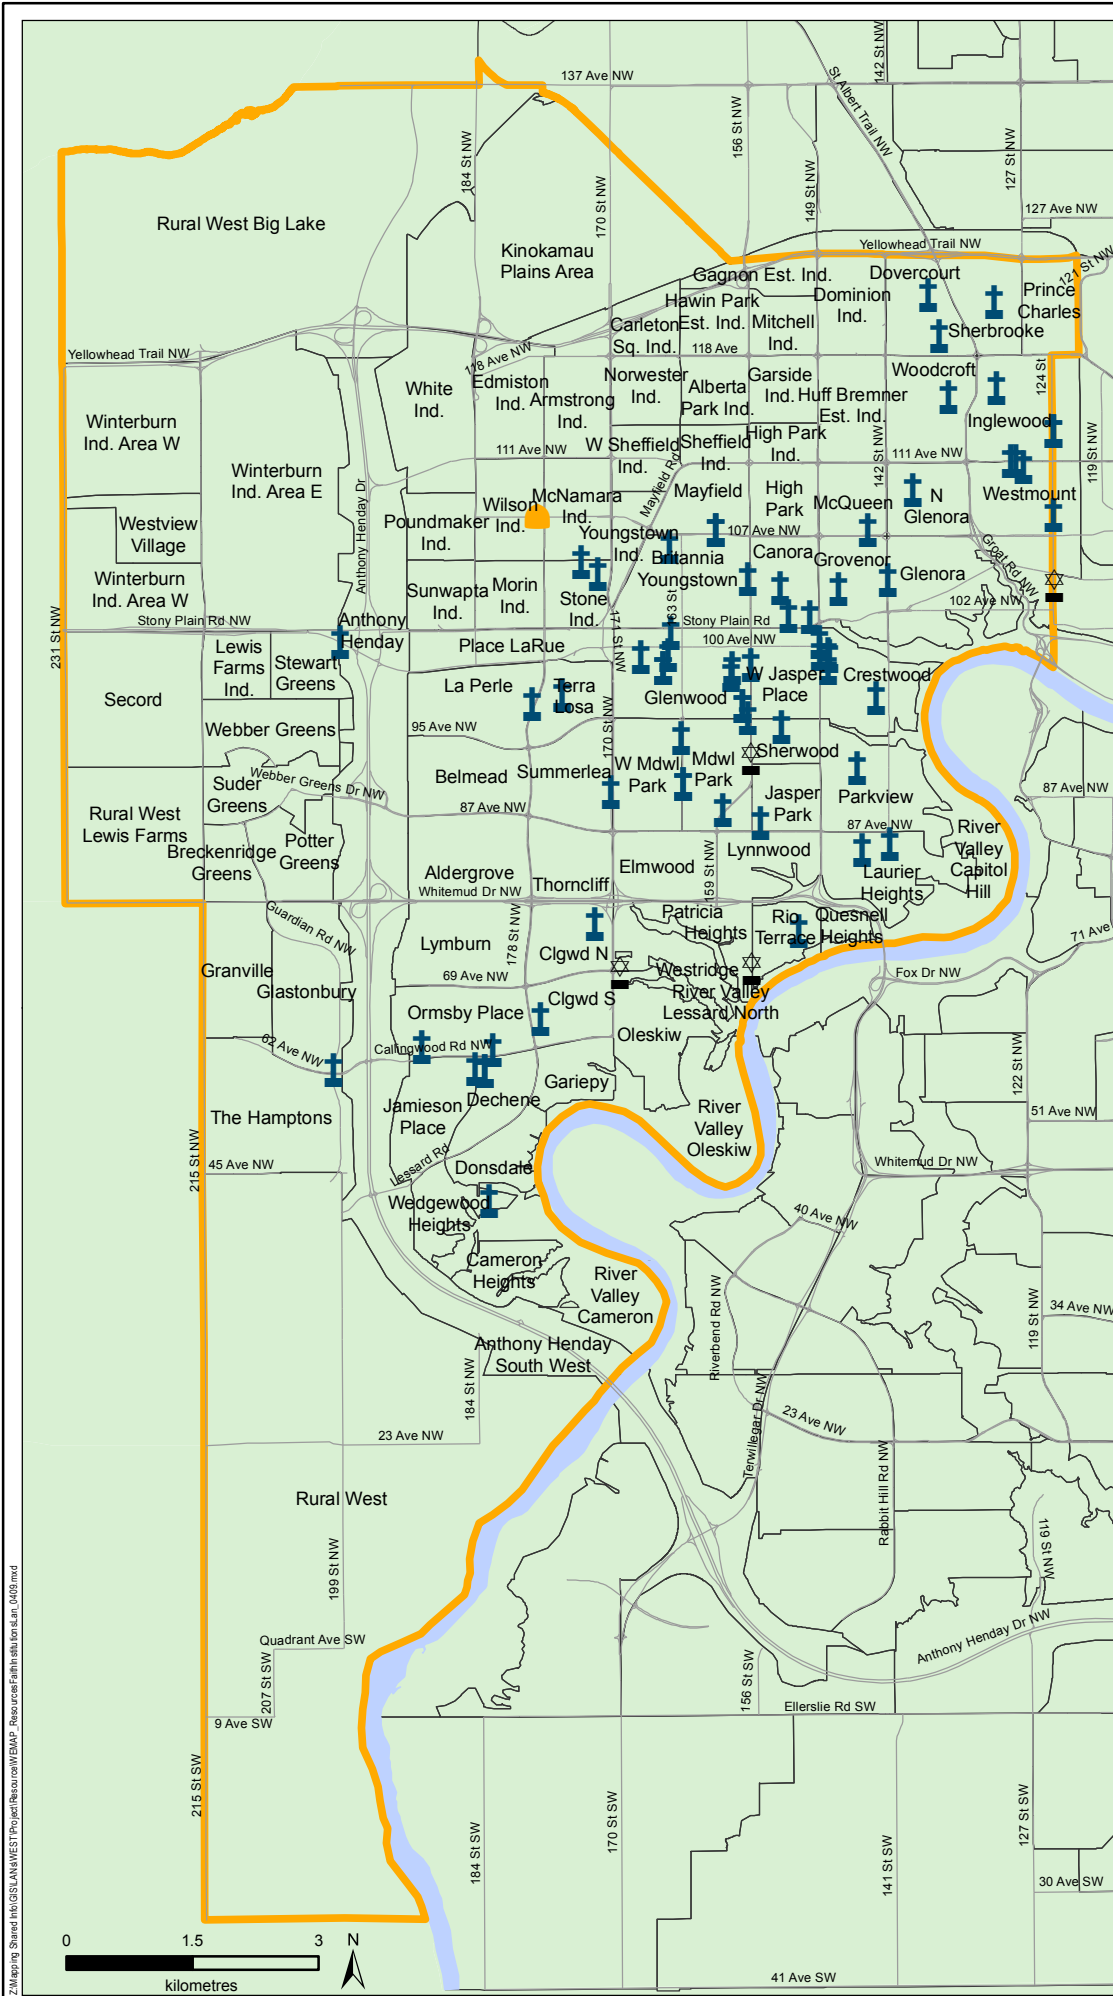 137 Ave NW
142 St NW
St Albert Trail NW
156 St NW
184 St NW
170 St NW
149 St NW
127 St NW
127 Ave NW
Rural West Big Lake
Kinokamau
Plains Area
Yellowhead Trail NW
121 St NW
Gagnon Est. Ind.
Dovercourt
Hawin Park
Est. Ind.
Dominion
Ind.
Prince
Charles
Carleton
Sq. Ind.
Mitchell
Ind.
Sherbrooke
Yellowhead Trail NW
118 Ave NW
118 Ave
124 St
White
Ind.
Edmiston
Ind.
Armstrong
Ind.
Norwester
Ind.
Alberta
Park Ind.
Garside
Ind.
Huff Bremner
Est. Ind.
Woodcroft
Inglewood
Winterburn
Ind. Area W
111 Ave NW
W Sheffield
Ind.
Sheffield
Ind.
High Park
Ind.
142 St NW
111 Ave NW
119 St NW
Winterburn
Ind. Area E
Anthony Henday Dr
Mayfield Rd
Westmount
Westview
Village
Poundmaker
Ind.
Wilson
Ind.
McNamara
Ind.
Mayfield
High
Park
McQueen
N
Glenora
Youngstown
Ind.
107 Ave NW
Britannia
Youngstown
Canora
Grovenor
Groat Rd NW
Glenora
Winterburn
Ind. Area W
Sunwapta
Ind.
Morin
Ind.
Stone
Ind.
102 Ave NW
231 St NW
Stony Plain Rd NW
Anthony
Henday
171 St NW
63 St
Stony Plain Rd
100 Ave NW
Place LaRue
Lewis
Farms
Ind.
Stewart
Greens
Secord
La Perle
Terra
Losa
Glenwood
W Jasper
Place
Crestwood
Webber Greens
95 Ave NW
170 St NW
Sherwood
Suder
Greens
Webber Greens Dr NW
Belmead
Summerlea
W Mdwl
Park
Mdwl
Park
Jasper
Park
Parkview
87 Ave NW
Rural West
Lewis Farms
87 Ave NW
87 Ave NW
Breckenridge
Greens
Potter
Greens
Lynnwood
River
Valley
Capitol
Hill
Aldergrove
Whitemud Dr NW
Thorncliff
Elmwood
159 St NW
Laurier
Heights
Guardian Rd NW
178 St NW
Patricia
Heights
Rio
Terrace
Quesnell
Heights
71 Ave
Lymburn
Clgwd N
Granville
Glastonbury
69 Ave NW
Westridge
Fox Dr NW
Clgwd S
River Valley
Lessard North
Ormsby Place
Oleskiw
62 Ave NW
Callingwood Rd NW
122 St NW
Gariepy
Dechene
The Hamptons
Jamieson
Place
River
Valley
Oleskiw
51 Ave NW
215 St NW
45 Ave NW
Lessard Rd
Donsdale
Whitemud Dr NW
Wedgewood
Heights
40 Ave NW
Cameron
Heights
River
Valley
Cameron
Riverbend Rd NW
34 Ave NW
119 St NW
Anthony Henday
South West
184 St NW
Terwillegar Dr NW
23 Ave NW
23 Ave NW
Rural West
Rabbit Hill Rd NW
119 St NW
199 St NW
Quadrant Ave SW
Anthony Henday Dr NW
207 St SW
156 St SW
9 Ave SW
Ellerslie Rd SW
215 St SW
184 St SW
170 St SW
141 St SW
127 St SW
30 Ave SW
0 1.5 3
kilometres
N
41 Ave SW